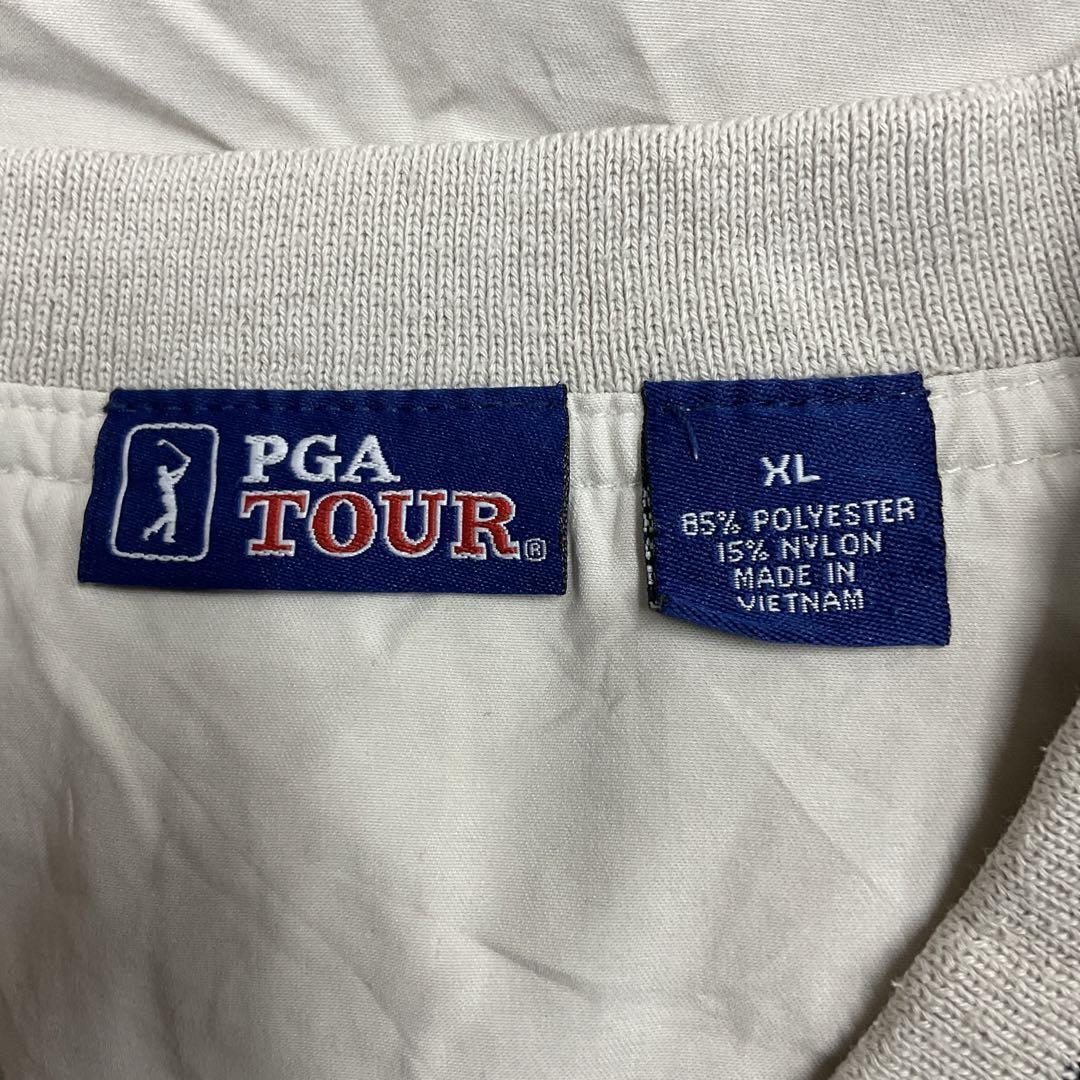 PGA
TOUR®
XL
85% POLYESTER
15% NYLON
MADE IN
VIETNAM